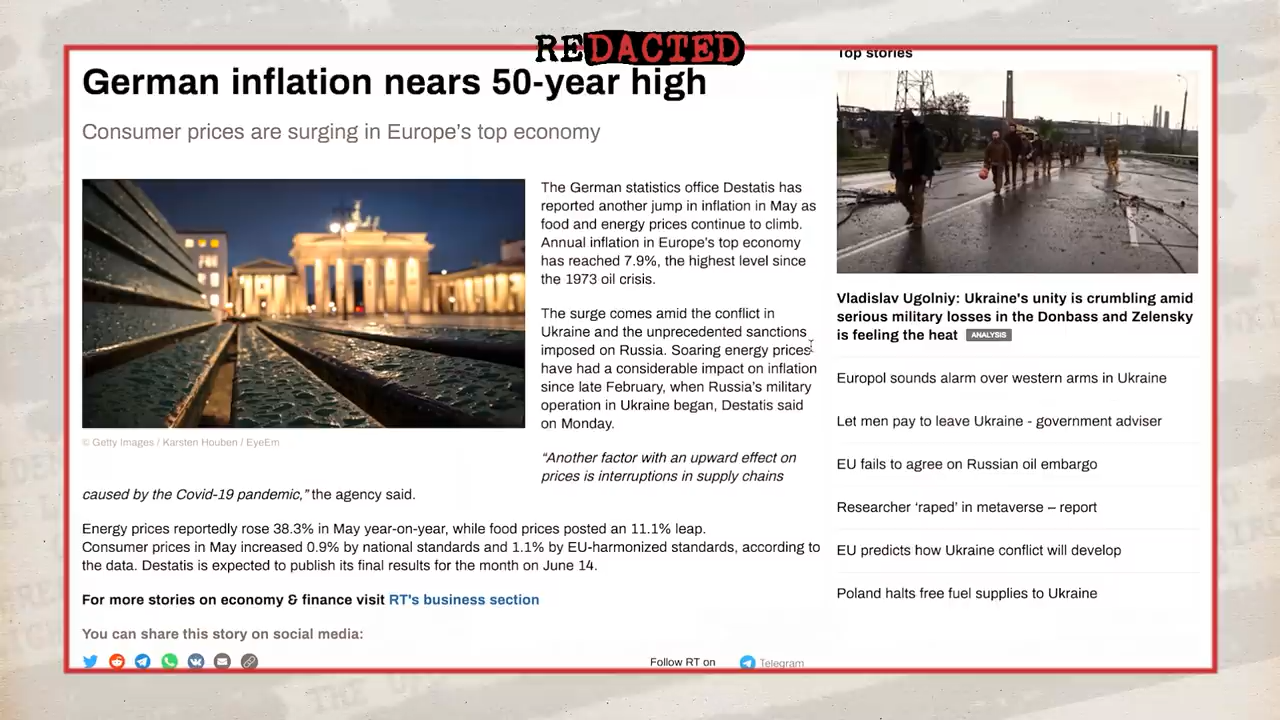 REDACTED
German inflation nears 50-year high
Consumer prices are surging in Europe's top economy
The German statistics office Destatis has
reported another jump in inflation in May as
food and energy prices continue to climb.
Annual inflation in Europe's top economy
has reached 7.9%, the highest level since
the 1973 oil crisis.
The surge comes amid the conflict in
Ukraine and the unprecedented sanctions
imposed on Russia. Soaring energy prices
have had a considerable impact on inflation
since late February, when Russia's military
operation in Ukraine began, Destatis said
on Monday.
© Getty Images / Karsten Houben / EyeEm
“Another factor with an upward effect on
prices is interruptions in supply chains
caused by the Covid-19 pandemic,” the agency said.
Energy prices reportedly rose 38.3% in May year-on-year, while food prices posted an 11.1% leap.
Consumer prices in May increased 0.9% by national standards and 1.1% by EU-harmonized standards, according to
the data. Destatis is expected to publish its final results for the month on June 14.
For more stories on economy & finance visit RT's business section
You can share this story on social media:
Follow RT on Telegram
Top stories
Vladislav Ugolniy: Ukraine's unity is crumbling amid
serious military losses in the Donbass and Zelensky
is feeling the heat ANALYSIS
Europol sounds alarm over western arms in Ukraine
Let men pay to leave Ukraine - government adviser
EU fails to agree on Russian oil embargo
Researcher ‘raped’ in metaverse – report
EU predicts how Ukraine conflict will develop
Poland halts free fuel supplies to Ukraine